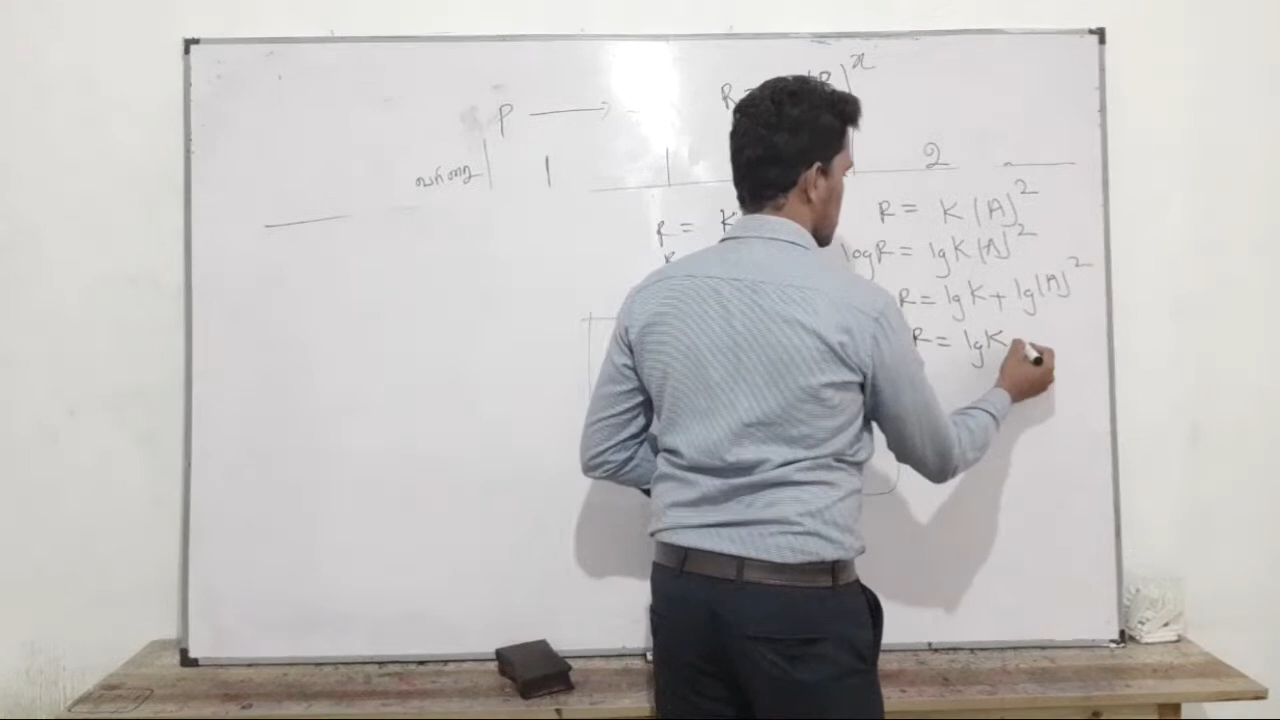 P ⟶
R =
x
வரிசை | 1 | 2
R = K
R = K [A]²
logR = lgK [A]²
R = lgK + lg[A]²
R = lgK